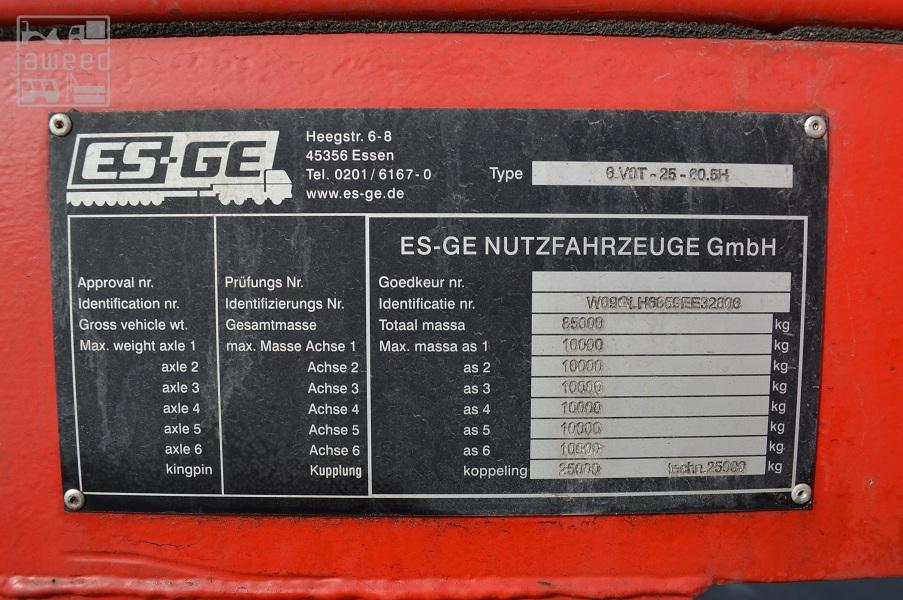 jaweed
ES-GE
Heegstr. 6-8
45356 Essen
Tel. 0201/6167-0
www.es-ge.de
Type 6.VOT-25-60.5H
ES-GE NUTZFAHRZEUGE GmbH
Approval nr. Prüfungs Nr. Goedkeur nr.
Identification nr. Identifizierungs Nr. Identificatie nr.
Gross vehicle wt. Gesamtmasse Totaal massa 85000 kg
Max. weight axle 1 max. Masse Achse 1 Max. massa as 1 10000 kg
axle 2 Achse 2 as 2 10000 kg
axle 3 Achse 3 as 3 10000 kg
axle 4 Achse 4 as 4 10000 kg
axle 5 Achse 5 as 5 10000 kg
axle 6 Achse 6 as 6 10000 kg
kingpin Kupplung koppeling 25000 techn.25000 kg